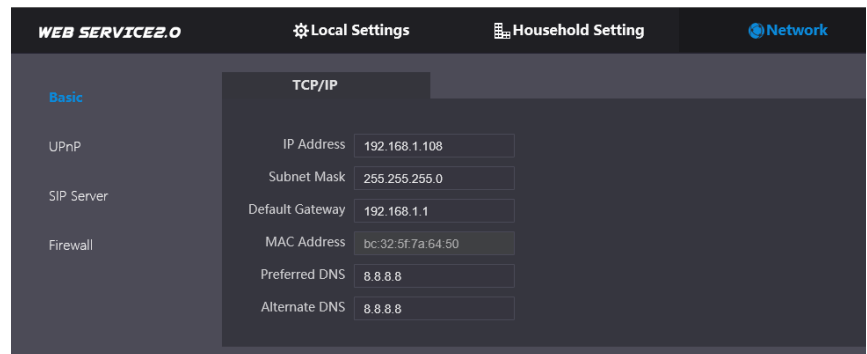 WEB SERVICE2.0 Local Settings Household Setting Network
Basic
UPnP
SIP Server
Firewall
TCP/IP
IP Address 192.168.1.108
Subnet Mask 255.255.255.0
Default Gateway 192.168.1.1
MAC Address bc:32:5f:7a:64:50
Preferred DNS 8.8.8.8
Alternate DNS 8.8.8.8